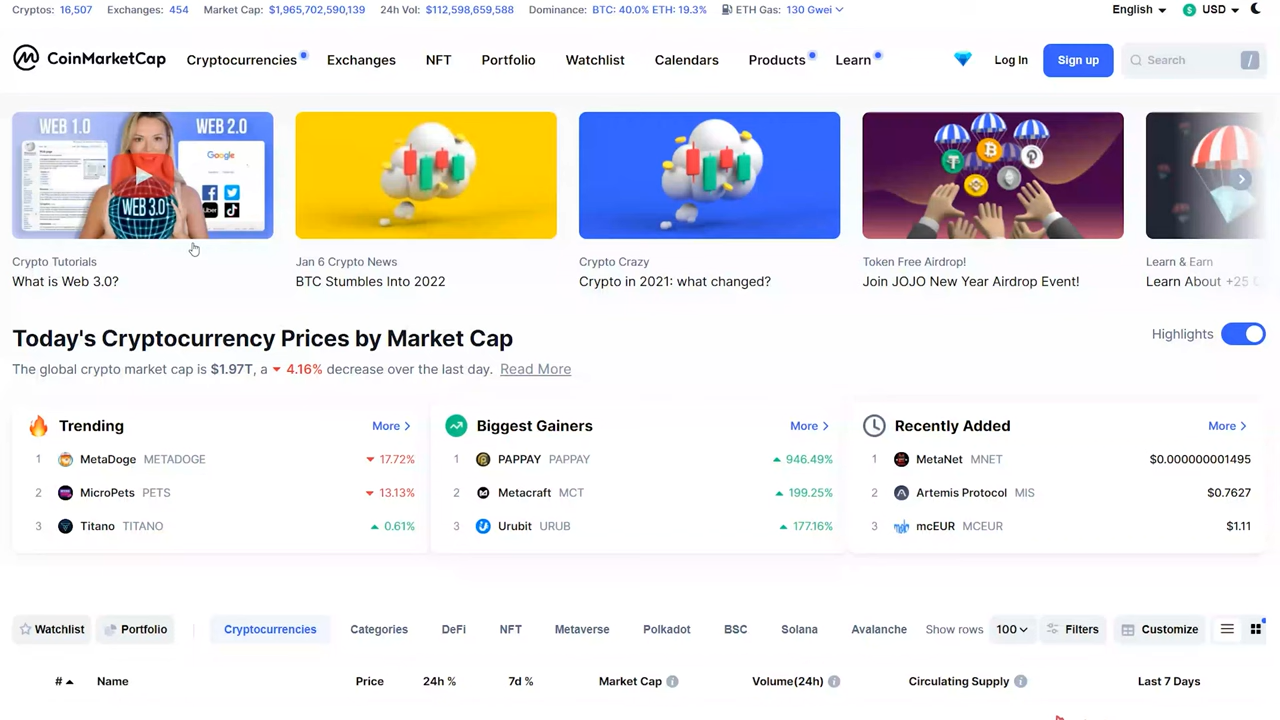 Cryptos: 16,507 Exchanges: 454 Market Cap: $1,965,702,590,139 24h Vol: $112,598,659,588 Dominance: BTC: 40.0% ETH: 19.3% ETH Gas: 130 Gwei English USD
CoinMarketCap Cryptocurrencies Exchanges NFT Portfolio Watchlist Calendars Products Learn Log In Sign up Search /
WEB 1.0 WEB 2.0
Google
WEB 3.0
Crypto Tutorials
What is Web 3.0?
Jan 6 Crypto News
BTC Stumbles Into 2022
Crypto Crazy
Crypto in 2021: what changed?
Token Free Airdrop!
Join JOJO New Year Airdrop Event!
Learn & Earn
Learn About +25
Today's Cryptocurrency Prices by Market Cap
Highlights
The global crypto market cap is $1.97T, a 4.16% decrease over the last day. Read More
Trending More
1 MetaDoge METADOGE 17.72%
2 MicroPets PETS 13.13%
3 Titano TITANO 0.61%
Biggest Gainers More
1 PAPPAY PAPPAY 946.49%
2 Metacraft MCT 199.25%
3 Urubit URUB 177.16%
Recently Added More
1 MetaNet MNET $0.000000001495
2 Artemis Protocol MIS $0.7627
3 mcEUR MCEUR $1.11
Watchlist Portfolio Cryptocurrencies Categories DeFi NFT Metaverse Polkadot BSC Solana Avalanche Show rows 100 Filters Customize
# Name Price 24h % 7d % Market Cap Volume(24h) Circulating Supply Last 7 Days